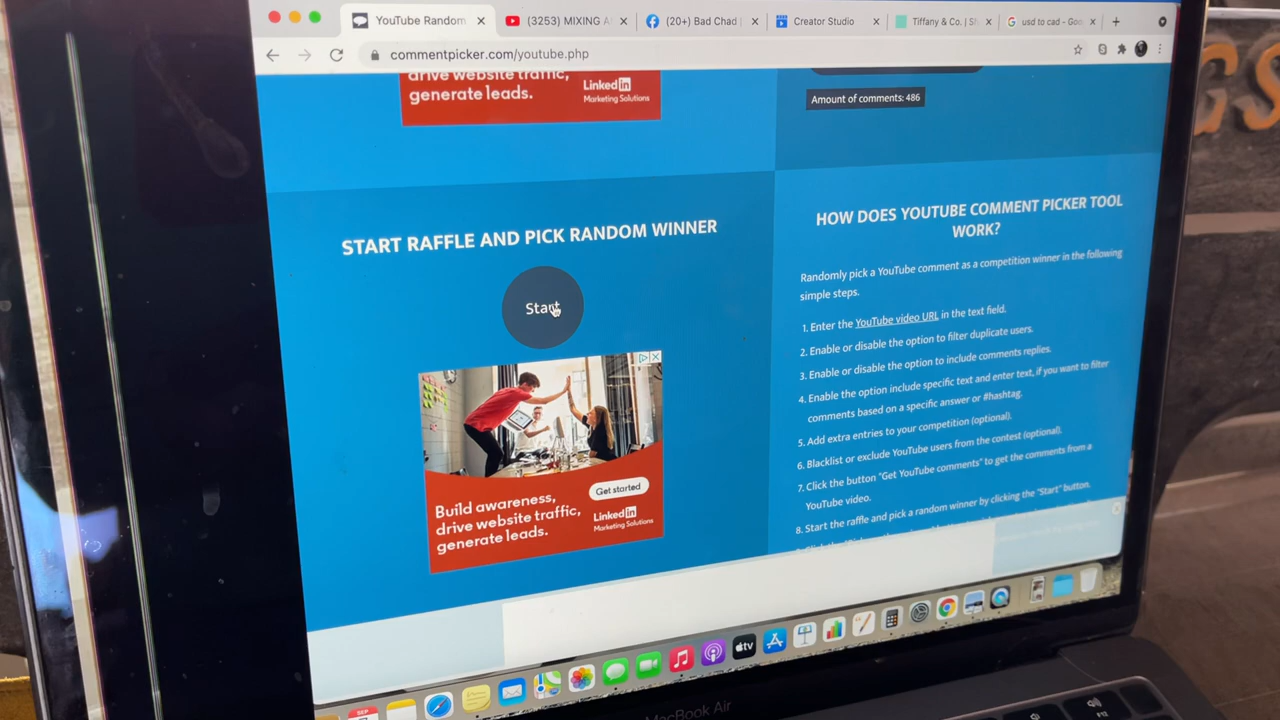 YouTube Random
(3253) MIXING A
(20+) Bad Chad
Creator Studio
Tiffany & Co. | Sh
usd to cad - Goo
commentpicker.com/youtube.php
drive website traffic,
generate leads.
Linked in
Marketing Solutions
Amount of comments: 486
START RAFFLE AND PICK RANDOM WINNER
Start
Build awareness,
drive website traffic,
generate leads.
Get started
Linked in
Marketing Solutions
HOW DOES YOUTUBE COMMENT PICKER TOOL
WORK?
Randomly pick a YouTube comment as a competition winner in the following
simple steps.
1. Enter the YouTube video URL in the text field.
2. Enable or disable the option to filter duplicate users.
3. Enable or disable the option to include comments replies.
4. Enable the option include specific text and enter text, if you want to filter
comments based on a specific answer or #hashtag.
5. Add extra entries to your competition (optional).
6. Blacklist or exclude YouTube users from the contest (optional).
7. Click the button "Get YouTube comments" to get the comments from a
YouTube video.
8. Start the raffle and pick a random winner by clicking the "Start" button.
SEP
tv
MacBook Air
GS